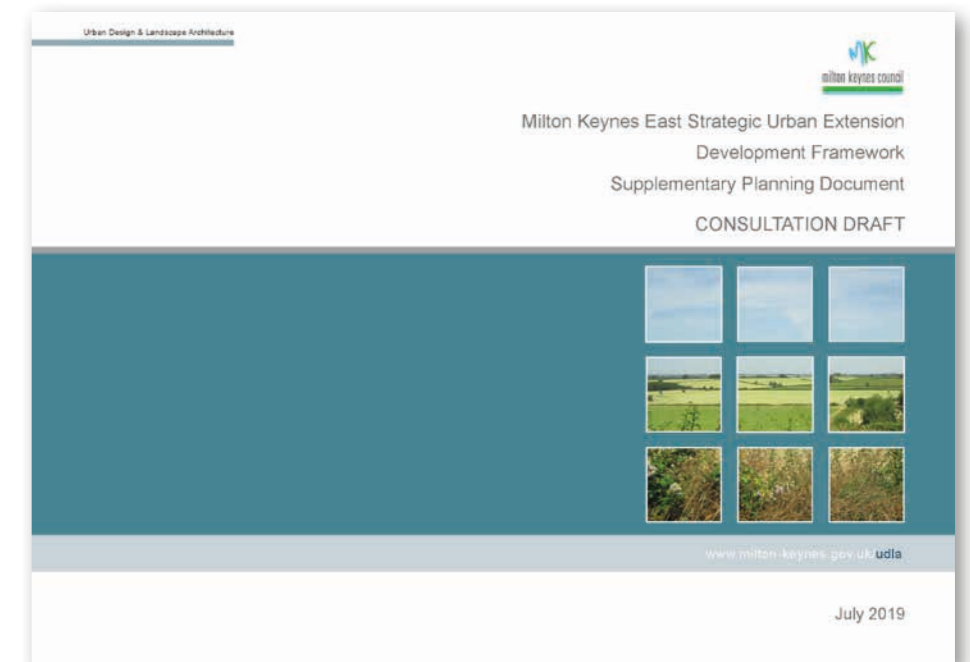 Urban Design & Landscape Architecture
MK
milton keynes council
Milton Keynes East Strategic Urban Extension
Development Framework
Supplementary Planning Document
CONSULTATION DRAFT
www.milton-keynes.gov.uk/udla
July 2019